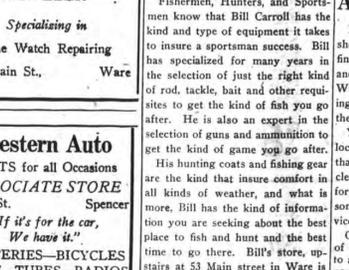 Specializing in
e Watch Repairing
ain St., Ware
estern Auto
TS for all Occasions
OCIATE STORE
St. Spencer
If it's for the car,
We have it."
ERIES—BICYCLES
TUBES RADIOS
Fishermen, Hunters, and Sports-
men know that Bill Carroll has the
kind and type of equipment it takes
to insure a sportsman success. Bill
has specialized for many years in
the selection of just the right kind
of rod, tackle, bait and other requi-
sites to get the kind of fish you go
after. He is also an expert in the
selection of guns and ammunition to
get the kind of game you go after.
His hunting coats and fishing gear
are the kind that insure comfort in
all kinds of weather, and what is
more, Bill has the kind of informa-
tion you are seeking about the best
place to fish and hunt and the best
time to go there. Bill's store, up-
stairs at 53 Main street in Ware is